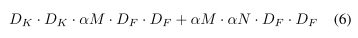 D_K · D_K · αM · D_F · D_F + αM · αN · D_F · D_F (6)